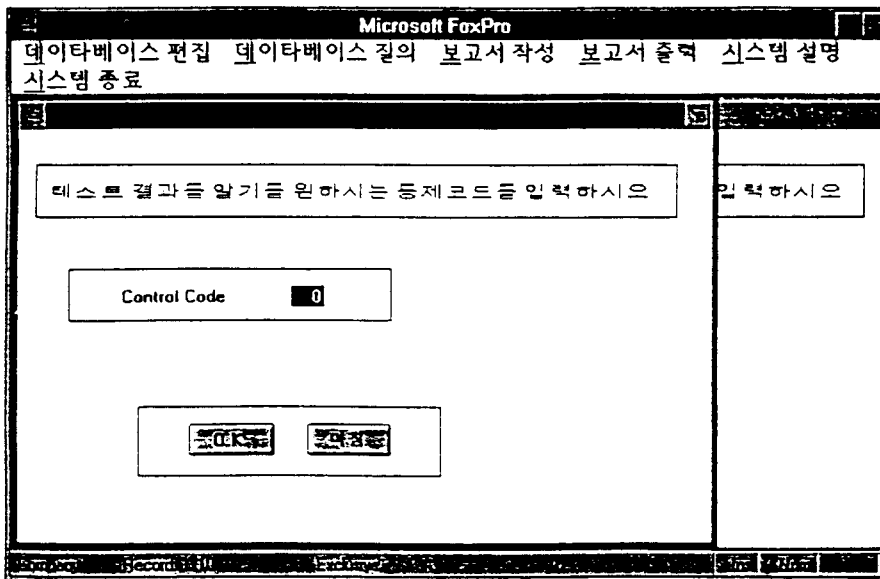 Microsoft FoxPro
데이타베이스 편집 데이타베이스 질의 보고서 작성 보고서 출력 시스템 설명
시스템 종료
테스트 결과를 알기를 원하시는 통제코드를 입력하시오
입력하시오
Control Code 0
OK
Record